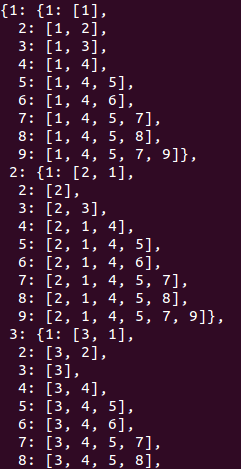 {1: {1: [1],
2: [1, 2],
3: [1, 3],
4: [1, 4],
5: [1, 4, 5],
6: [1, 4, 6],
7: [1, 4, 5, 7],
8: [1, 4, 5, 8],
9: [1, 4, 5, 7, 9]},
2: {1: [2, 1],
2: [2],
3: [2, 3],
4: [2, 1, 4],
5: [2, 1, 4, 5],
6: [2, 1, 4, 6],
7: [2, 1, 4, 5, 7],
8: [2, 1, 4, 5, 8],
9: [2, 1, 4, 5, 7, 9]},
3: {1: [3, 1],
2: [3, 2],
3: [3],
4: [3, 4],
5: [3, 4, 5],
6: [3, 4, 6],
7: [3, 4, 5, 7],
8: [3, 4, 5, 8],